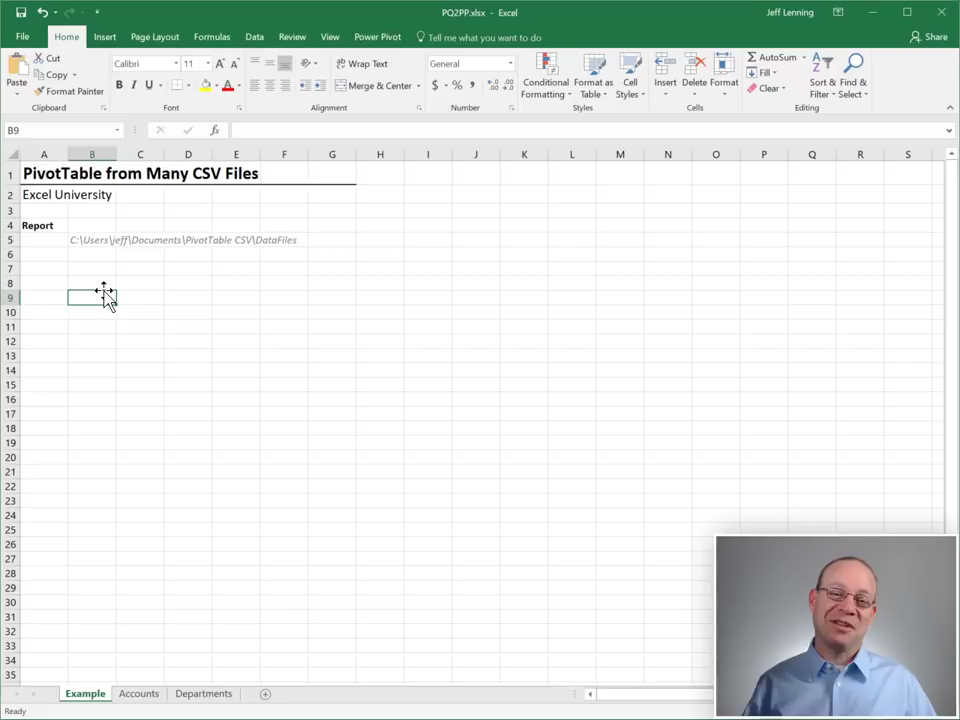 PQ2PP.xlsx - Excel
Jeff Lenning
File Home Insert Page Layout Formulas Data Review View Power Pivot Tell me what you want to do Share
Paste
Cut
Copy
Format Painter
Clipboard
Calibri 11
B I U
Font
Wrap Text
Merge & Center
Alignment
General
$ % ,
Number
Conditional Formatting
Format as Table
Cell Styles
Styles
Insert Delete Format
Cells
AutoSum
Fill
Clear
Sort & Filter
Find & Select
Editing
B9
fx
A B C D E F G H I J K L M N O P Q R S
1 PivotTable from Many CSV Files
2 Excel University
3
4 Report
5 C:\Users\jeff\Documents\PivotTable CSV\DataFiles
6
7
8
9
10
11
12
13
14
15
16
17
18
19
20
21
22
23
24
25
26
27
28
29
30
31
32
33
34
35
Example Accounts Departments
Ready